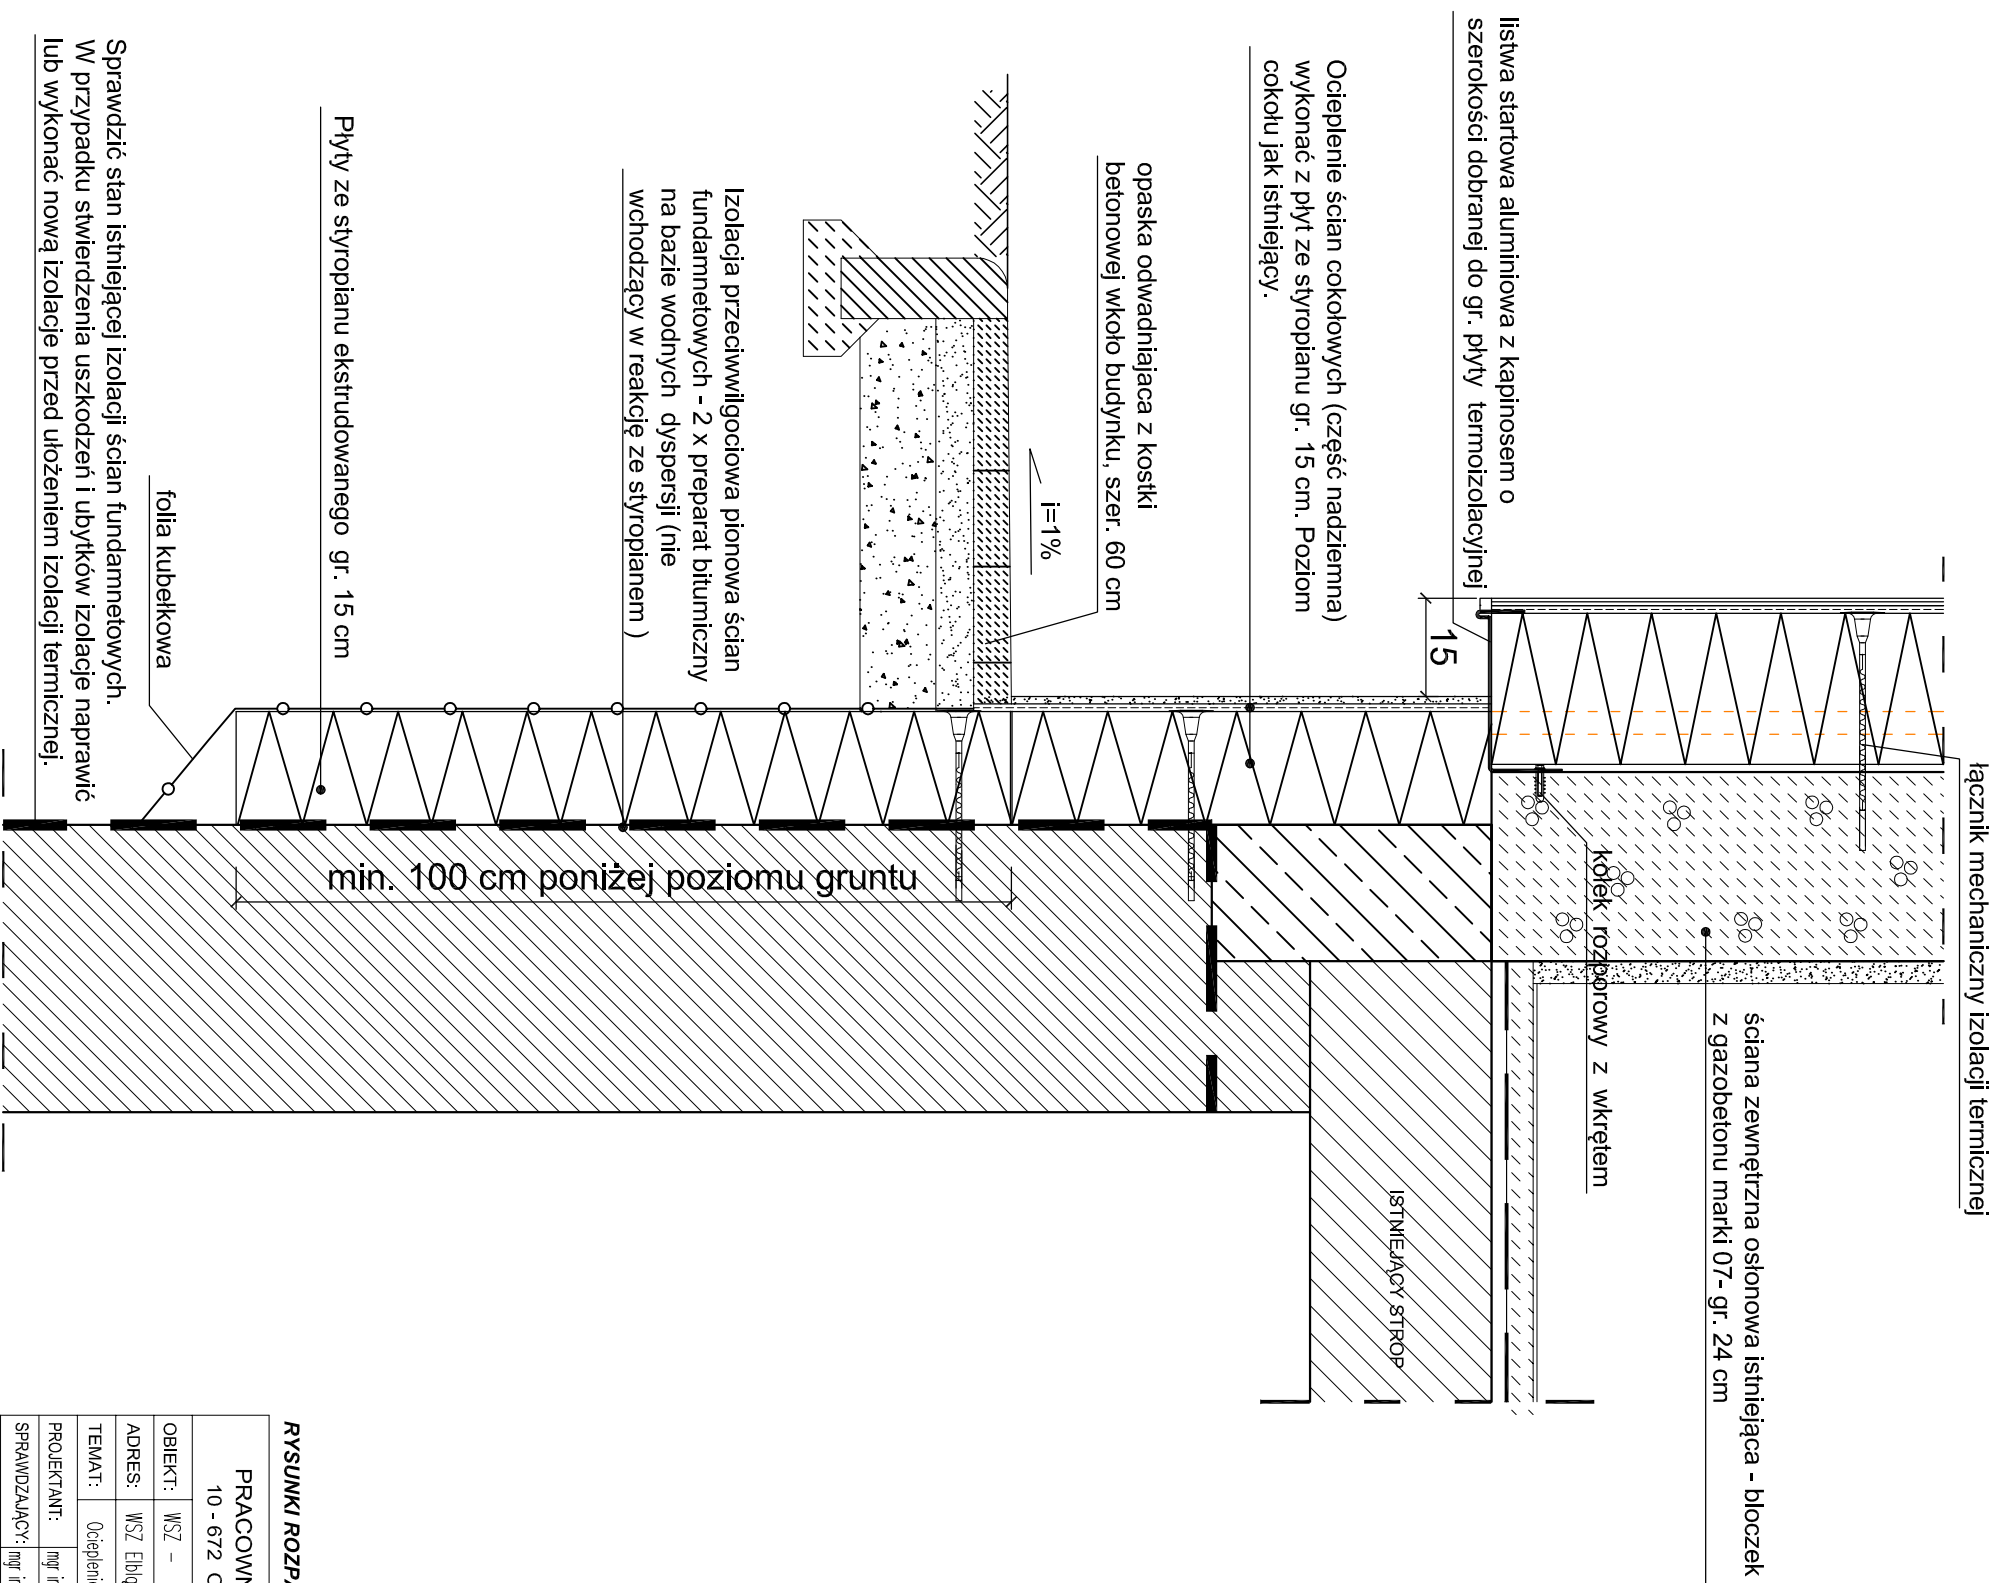 łącznik mechaniczny izolacji termicznej
ściana zewnętrzna osłonowa istniejąca - bloczek
z gazobetonu marki 07- gr. 24 cm
kołek rozporowy z wkrętem
listwa startowa aluminiowa z kapinosem o
szerokości dobranej do gr. płyty termoizolacyjnej
15
Ocieplenie ścian cokołowych (część nadziemna)
wykonać z płyt ze styropianu gr. 15 cm. Poziom
cokołu jak istniejący.
ISTNIEJĄCY STROP
opaska odwadniajaca z kostki
betonowej wkoło budynku, szer. 60 cm
i=1%
Izolacja przeciwwilgociowa pionowa ścian
fundamnetowych - 2 x preparat bitumiczny
na bazie wodnych dyspersji (nie
wchodzący w reakcję ze styropianem )
min. 100 cm poniżej poziomu gruntu
Płyty ze styropianu ekstrudowanego gr. 15 cm
folia kubełkowa
Sprawdzić stan istniejącej izolacji ścian fundamnetowych.
W przypadku stwierdzenia uszkodzeń i ubytków izolacje naprawić
lub wykonać nową izolacje przed ułożeniem izolacji termicznej.
RYSUNKI ROZP
PRACOWN
10 - 672
OBIEKT: WSZ -
ADRES: WSZ Elblą
TEMAT: Ociepleni
PROJEKTANT: mgr
SPRAWDZAJĄCY: mgr